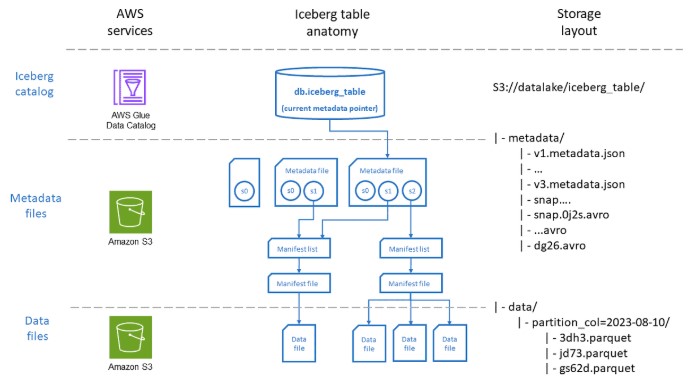 AWS
services
Iceberg table
anatomy
Storage
layout
Iceberg
catalog
AWS Glue
Data Catalog
db.iceberg_table
(current metadata pointer)
S3://datalake/iceberg_table/
Metadata
files
Amazon S3
s0
Metadata file
s0 s1
Metadata file
s0 s1 s2
Manifest list
Manifest list
Manifest file
Manifest file
| - metadata/
| - v1.metadata.json
| - ...
| - v3.metadata.json
| - snap....
| - snap.0j2s.avro
| - ...avro
| - dg26.avro
Data
files
Amazon S3
Data
file
Data
file
Data
file
Data
file
| - data/
| - partition_col=2023-08-10/
| - 3dh3.parquet
| - jd73.parquet
| - gs62d.parquet